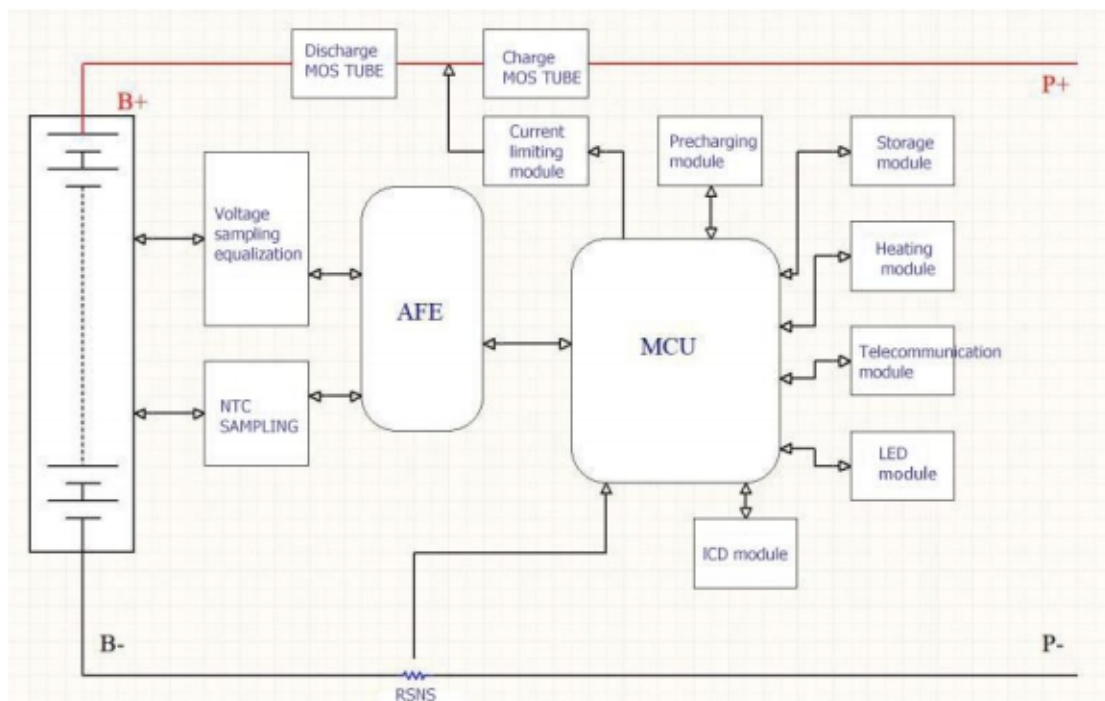 Discharge
MOS TUBE
Charge
MOS TUBE
B+
P+
Current
limiting
module
Precharging
module
Storage
module
Voltage
sampling
equalization
Heating
module
AFE
MCU
Telecommunication
module
NTC
SAMPLING
LED
module
ICD module
B-
P-
RSNS